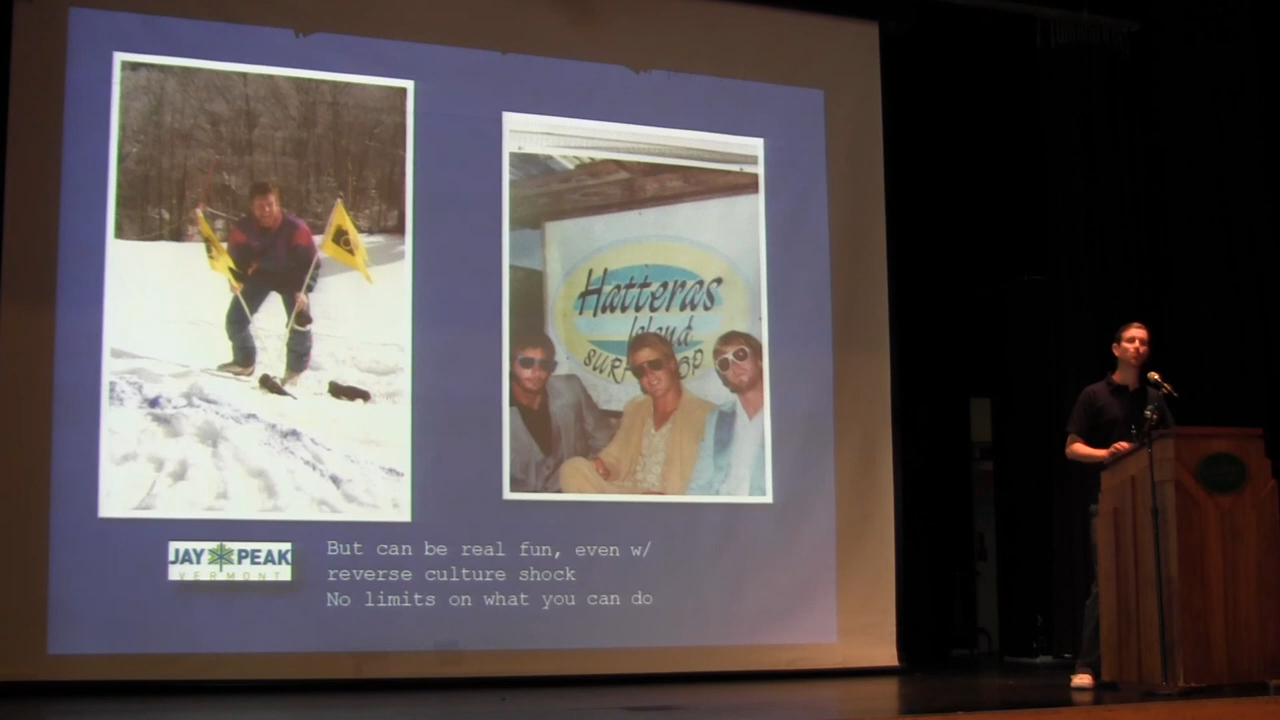 Hatteras
Island
SURF SHOP
JAY PEAK
VERMONT
But can be real fun, even w/
reverse culture shock
No limits on what you can do